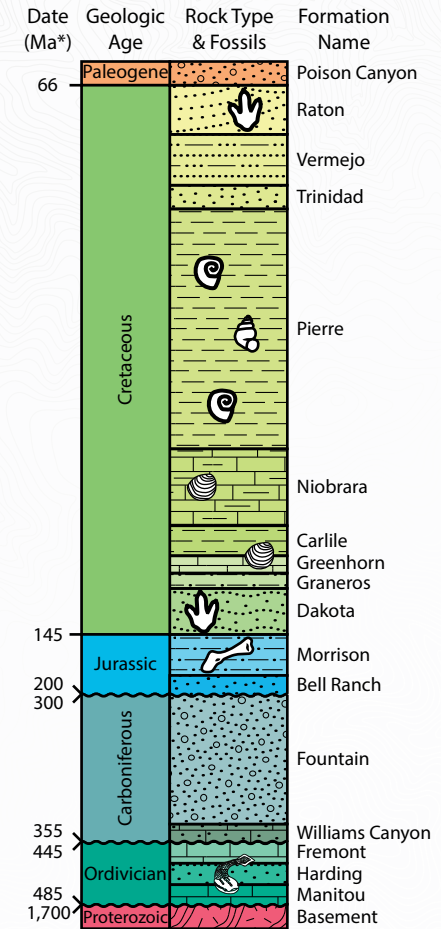 Date
(Ma*)
Geologic
Age
Rock Type
& Fossils
Formation
Name
Paleogene
Poison Canyon
66
Raton
Vermejo
Trinidad
Cretaceous
Pierre
Niobrara
Carlile
Greenhorn
Graneros
Dakota
145
Jurassic
Morrison
Bell Ranch
200
300
Carboniferous
Fountain
355
Williams Canyon
445
Fremont
Ordivician
Harding
485
Manitou
1,700
Proterozoic
Basement